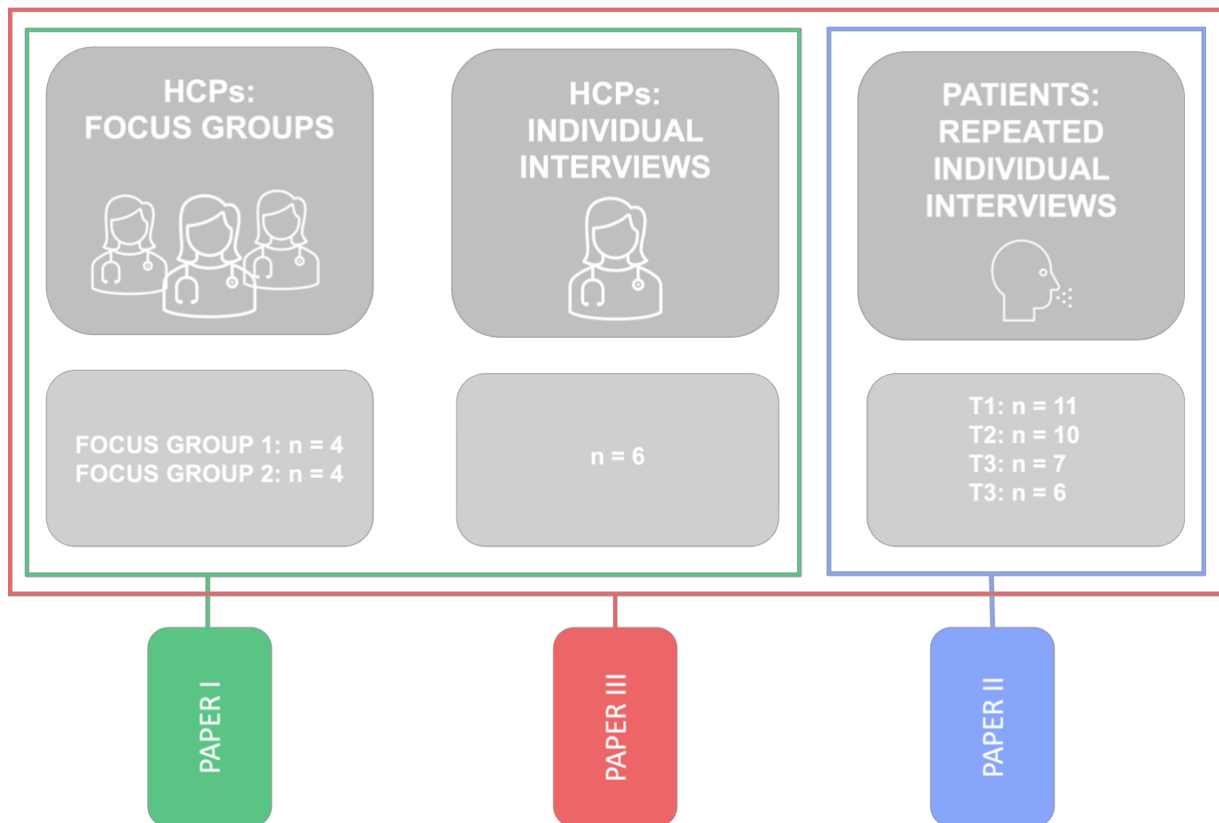 HCPs:
FOCUS GROUPS
HCPs:
INDIVIDUAL
INTERVIEWS
PATIENTS:
REPEATED
INDIVIDUAL
INTERVIEWS
FOCUS GROUP 1: n = 4
FOCUS GROUP 2: n = 4
n = 6
T1: n = 11
T2: n = 10
T3: n = 7
T3: n = 6
PAPER I
PAPER III
PAPER II